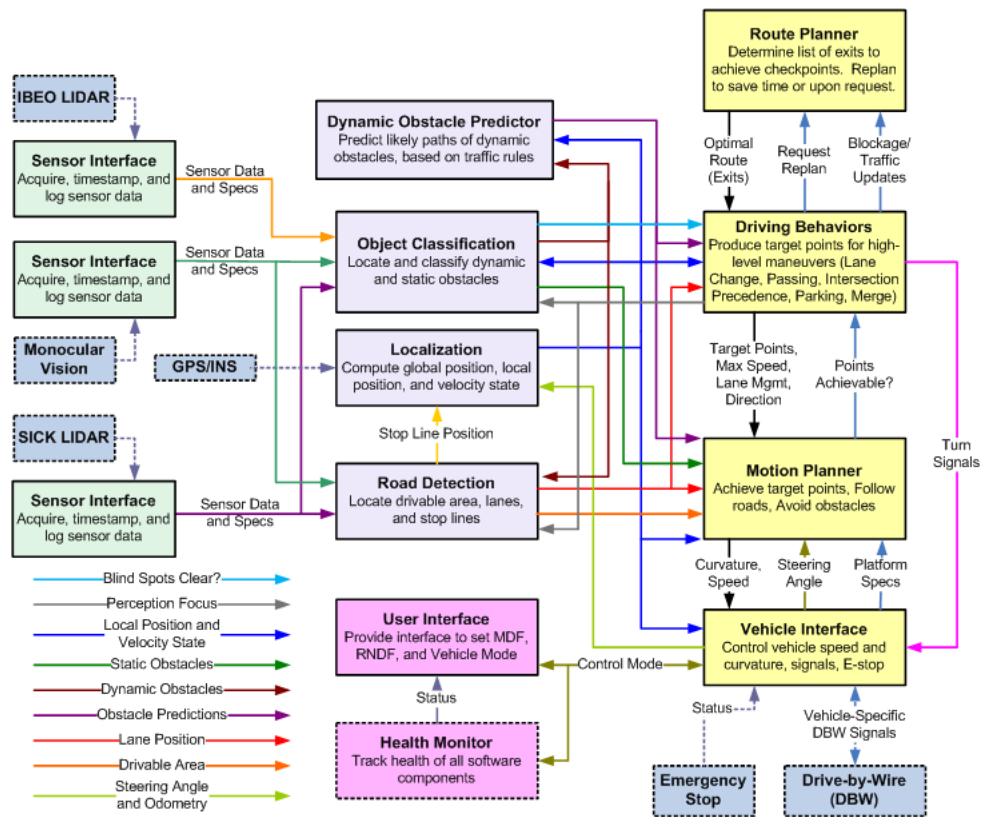 Route Planner
Determine list of exits to
achieve checkpoints.  Replan
to save time or upon request.
IBEO LIDAR
Dynamic Obstacle Predictor
Predict likely paths of dynamic
obstacles, based on traffic rules
Optimal
Route
(Exits)
Request
Replan
Blockage/
Traffic
Updates
Sensor Interface
Acquire, timestamp, and
log sensor data
Sensor Data
and Specs
Object Classification
Locate and classify dynamic
and static obstacles
Driving Behaviors
Produce target points for high-
level maneuvers (Lane
Change, Passing, Intersection
Precedence, Parking, Merge)
Sensor Interface
Acquire, timestamp, and
log sensor data
Sensor Data
and Specs
Monocular
Vision
GPS/INS
Localization
Compute global position, local
position, and velocity state
Target Points,
Max Speed,
Lane Mgmt,
Direction
Points
Achievable?
Stop Line Position
SICK LIDAR
Turn
Signals
Sensor Interface
Acquire, timestamp, and
log sensor data
Sensor Data
and Specs
Road Detection
Locate drivable area, lanes,
and stop lines
Motion Planner
Achieve target points, Follow
roads, Avoid obstacles
Curvature,
Speed
Steering
Angle
Platform
Specs
Blind Spots Clear?
Perception Focus
Local Position and
Velocity State
Static Obstacles
Dynamic Obstacles
Obstacle Predictions
Lane Position
Drivable Area
Steering Angle
and Odometry
User Interface
Provide interface to set MDF,
RNDF, and Vehicle Mode
Control Mode
Vehicle Interface
Control vehicle speed and
curvature, signals, E-stop
Status
Health Monitor
Track health of all software
components
Status
Vehicle-Specific
DBW Signals
Emergency
Stop
Drive-by-Wire
(DBW)